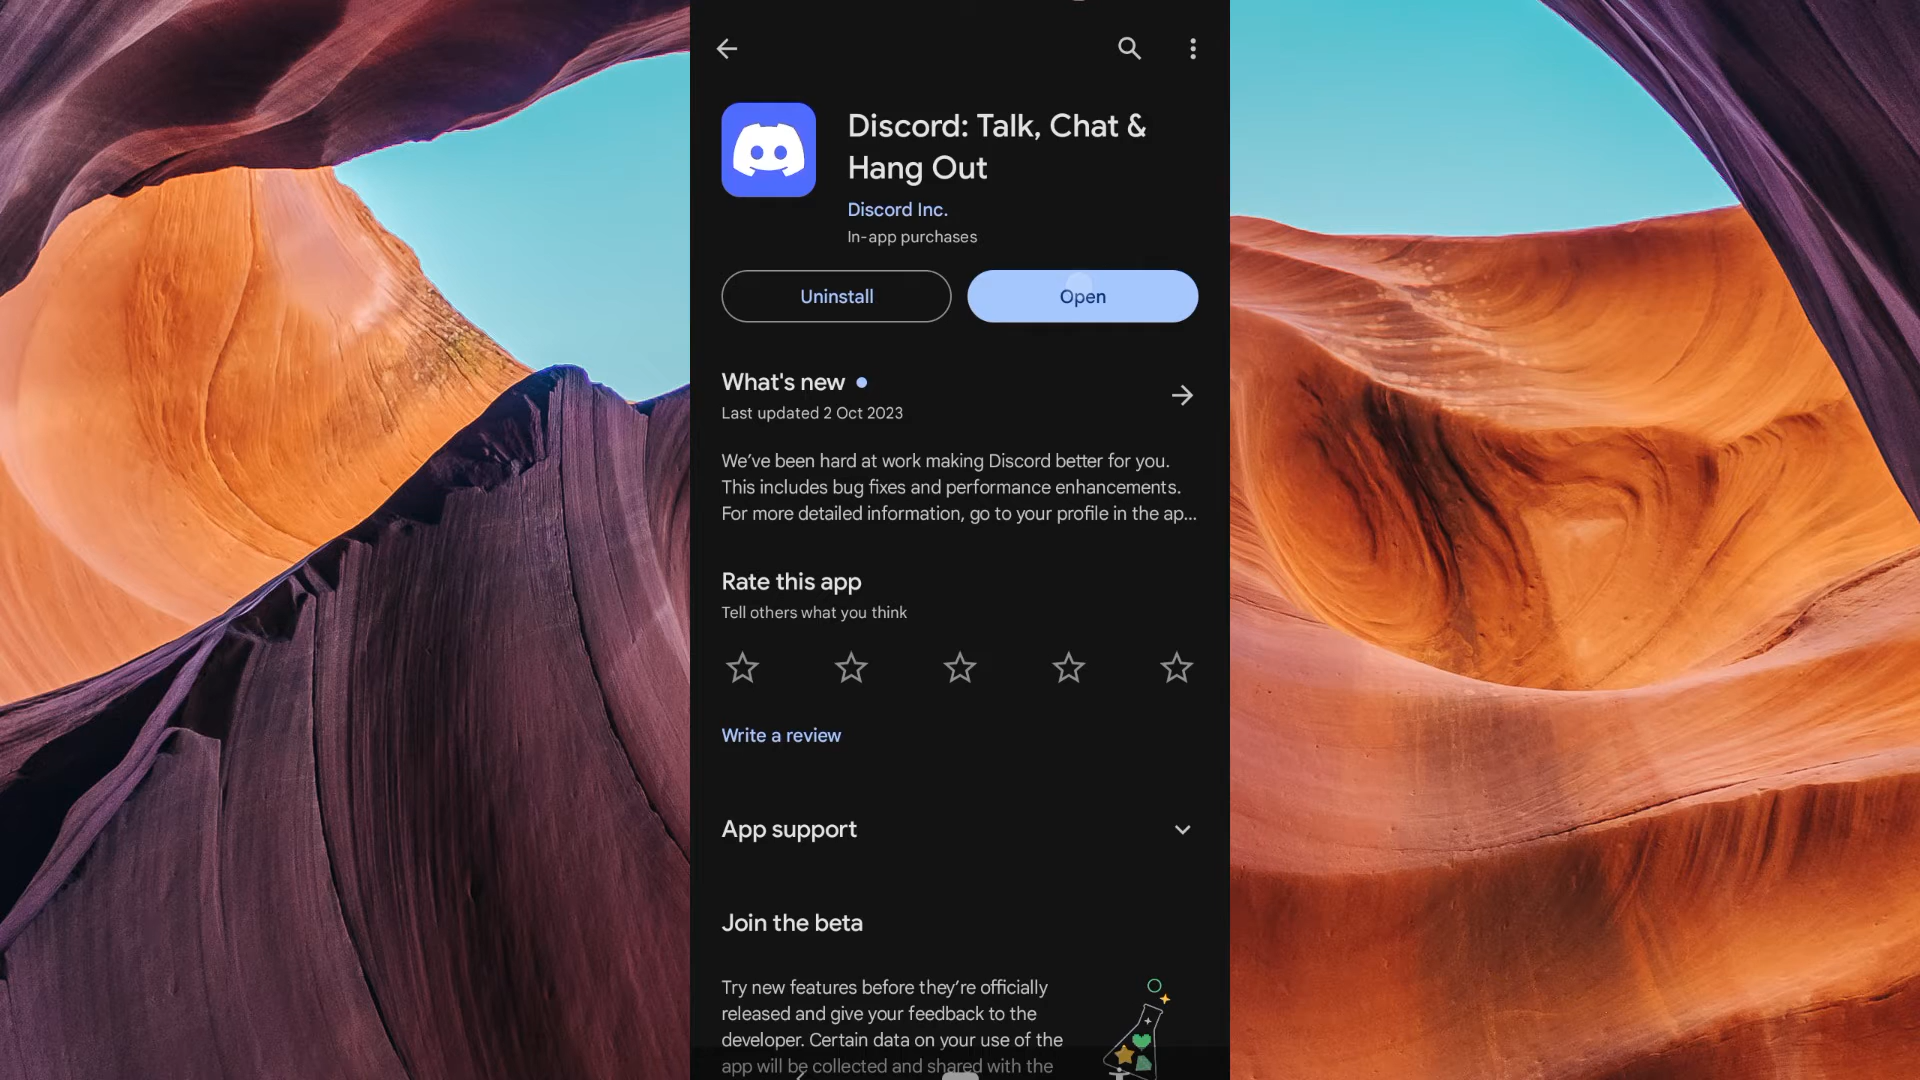 Discord: Talk, Chat &
Hang Out
Discord Inc.
In-app purchases
Uninstall
Open
What's new
Last updated 2 Oct 2023
We’ve been hard at work making Discord better for you.
This includes bug fixes and performance enhancements.
For more detailed information, go to your profile in the ap...
Rate this app
Tell others what you think
Write a review
App support
Join the beta
Try new features before they’re officially
released and give your feedback to the
developer. Certain data on your use of the
app will be collected and shared with the